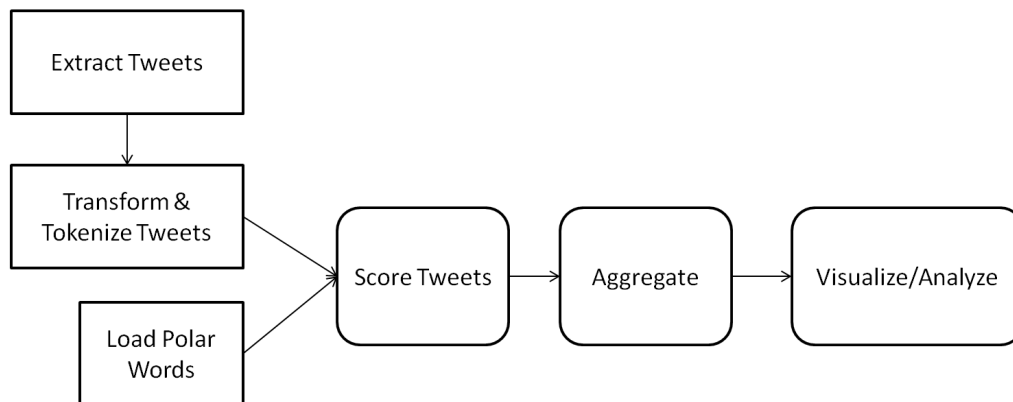 Extract Tweets
Transform &
Tokenize Tweets
Load Polar
Words
Score Tweets
Aggregate
Visualize/Analyze